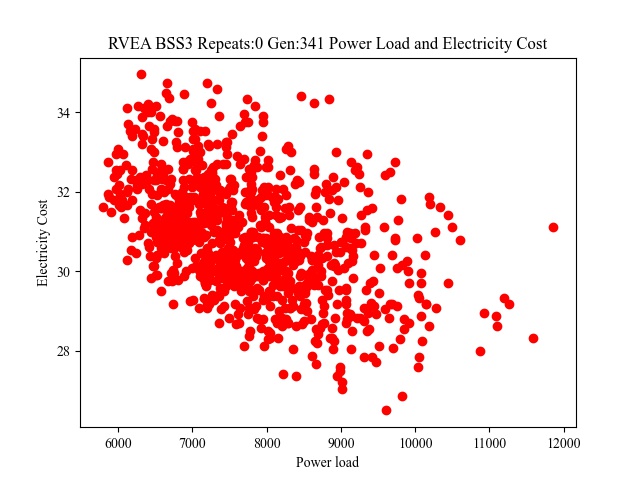 RVEA BSS3 Repeats:0 Gen:341 Power Load and Electricity Cost
34
32
30
28
Electricity Cost
6000 7000 8000 9000 10000 11000 12000
Power load